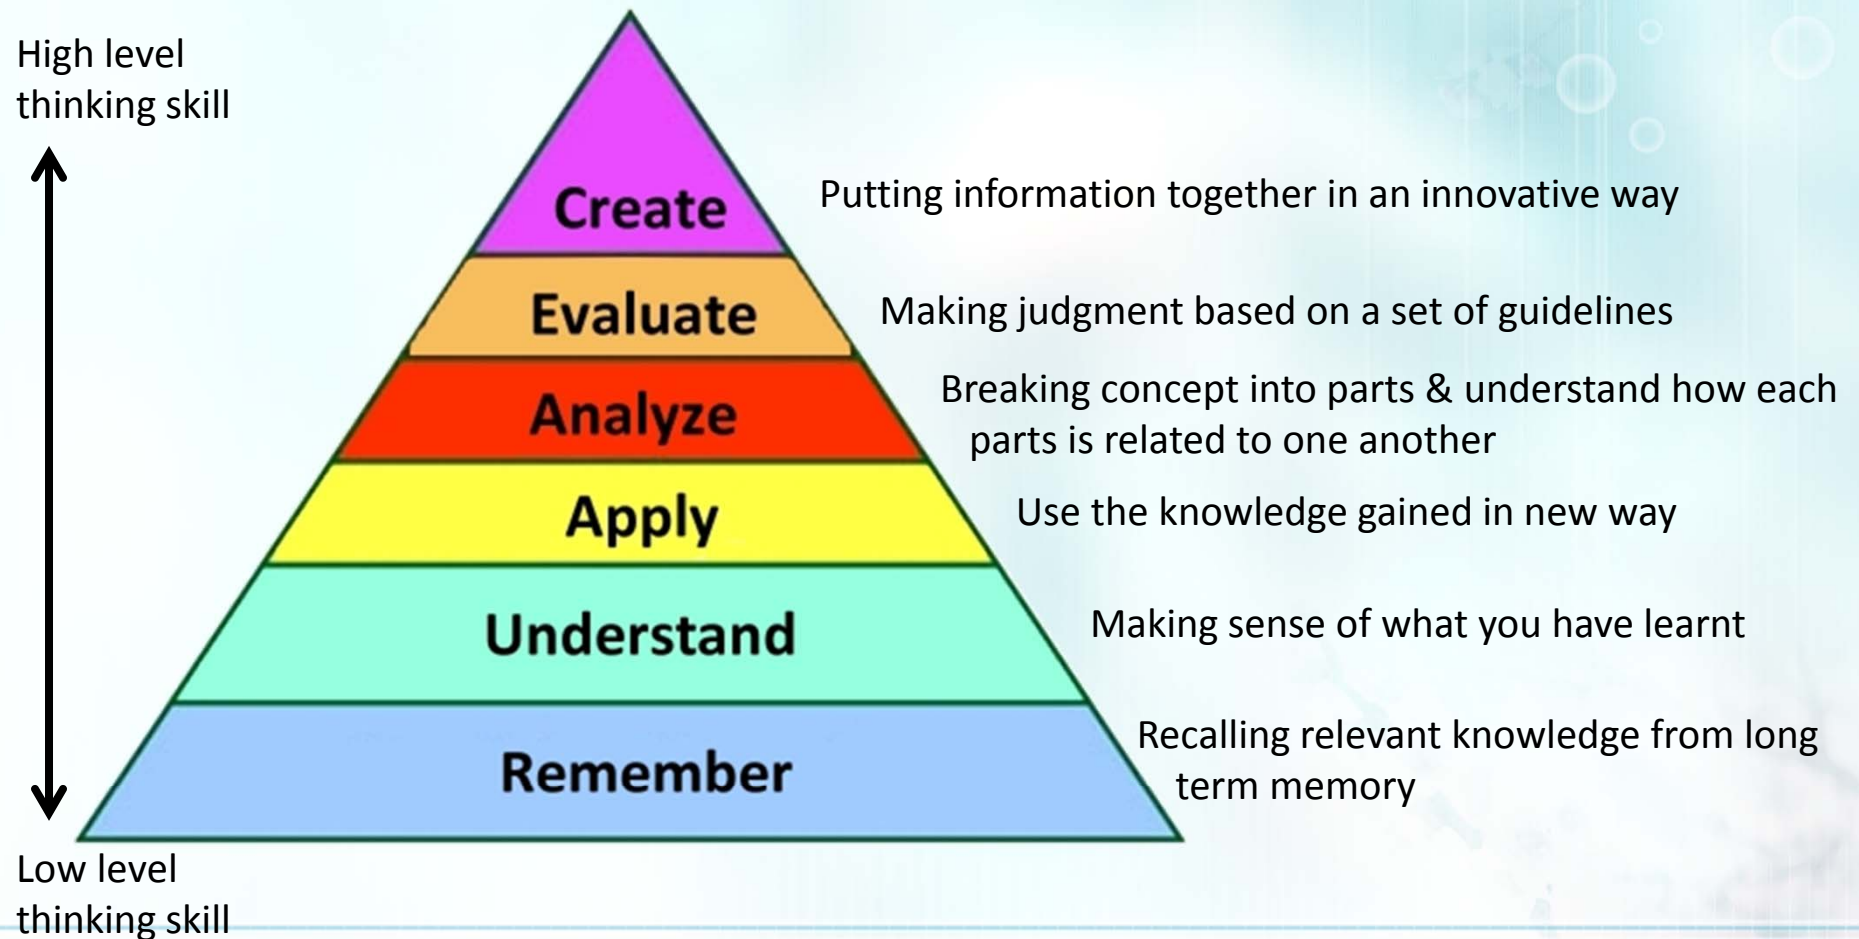 High level
thinking skill
Create
Putting information together in an innovative way
Evaluate
Making judgment based on a set of guidelines
Analyze
Breaking concept into parts & understand how each
parts is related to one another
Apply
Use the knowledge gained in new way
Understand
Making sense of what you have learnt
Remember
Recalling relevant knowledge from long
term memory
Low level
thinking skill